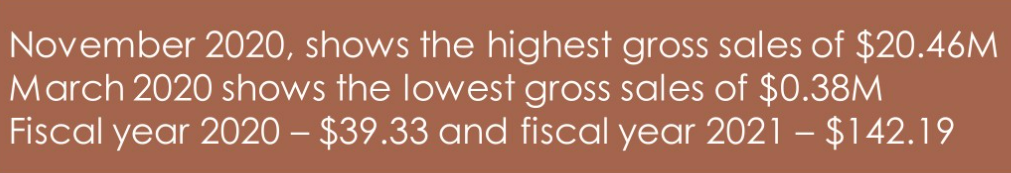 November 2020, shows the highest gross sales of $20.46M
March 2020 shows the lowest gross sales of $0.38M
Fiscal year 2020 – $39.33 and fiscal year 2021 – $142.19